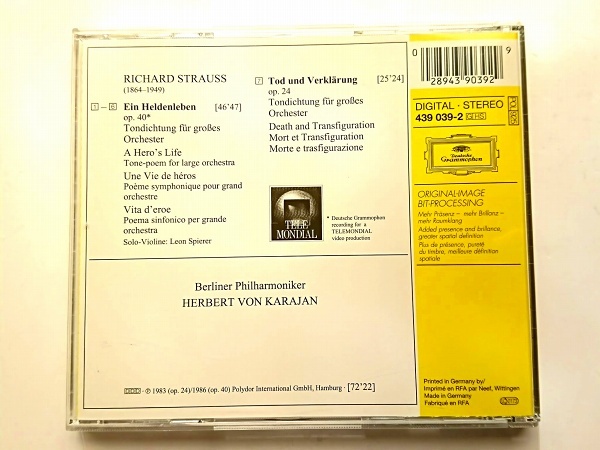 RICHARD STRAUSS
(1864–1949)
1 – 6 Ein Heldenleben [46'47]
op. 40*
Tondichtung für großes
Orchester
A Hero's Life
Tone-poem for large orchestra
Une Vie de héros
Poème symphonique pour grand
orchestre
Vita d'eroe
Poema sinfonico per grande
orchestra
Solo-Violine: Leon Spierer
7 Tod und Verklärung [25'24]
op. 24
Tondichtung für großes
Orchester
Death and Transfiguration
Mort et Transfiguration
Morte e trasfigurazione
TELE
MONDIAL
* Deutsche Grammophon
recording for a
TELEMONDIAL
video production
Berliner Philharmoniker
HERBERT VON KARAJAN
DDD · ℗ 1983 (op. 24)/1986 (op. 40) Polydor International GmbH, Hamburg · [72'22]
0 28943 90392 9
DIGITAL · STEREO
439 039-2 GHS
Deutsche
Grammophon
ORIGINAL-IMAGE
BIT-PROCESSING
Mehr Präsenz – mehr Brillanz –
mehr Raumklang
Added presence and brilliance,
greater spatial definition
Plus de présence, pureté
du timbre, meilleure définition
spatiale
Printed in Germany by/
Imprimé en RFA par Neef, Wittingen
Made in Germany
Fabriqué en RFA